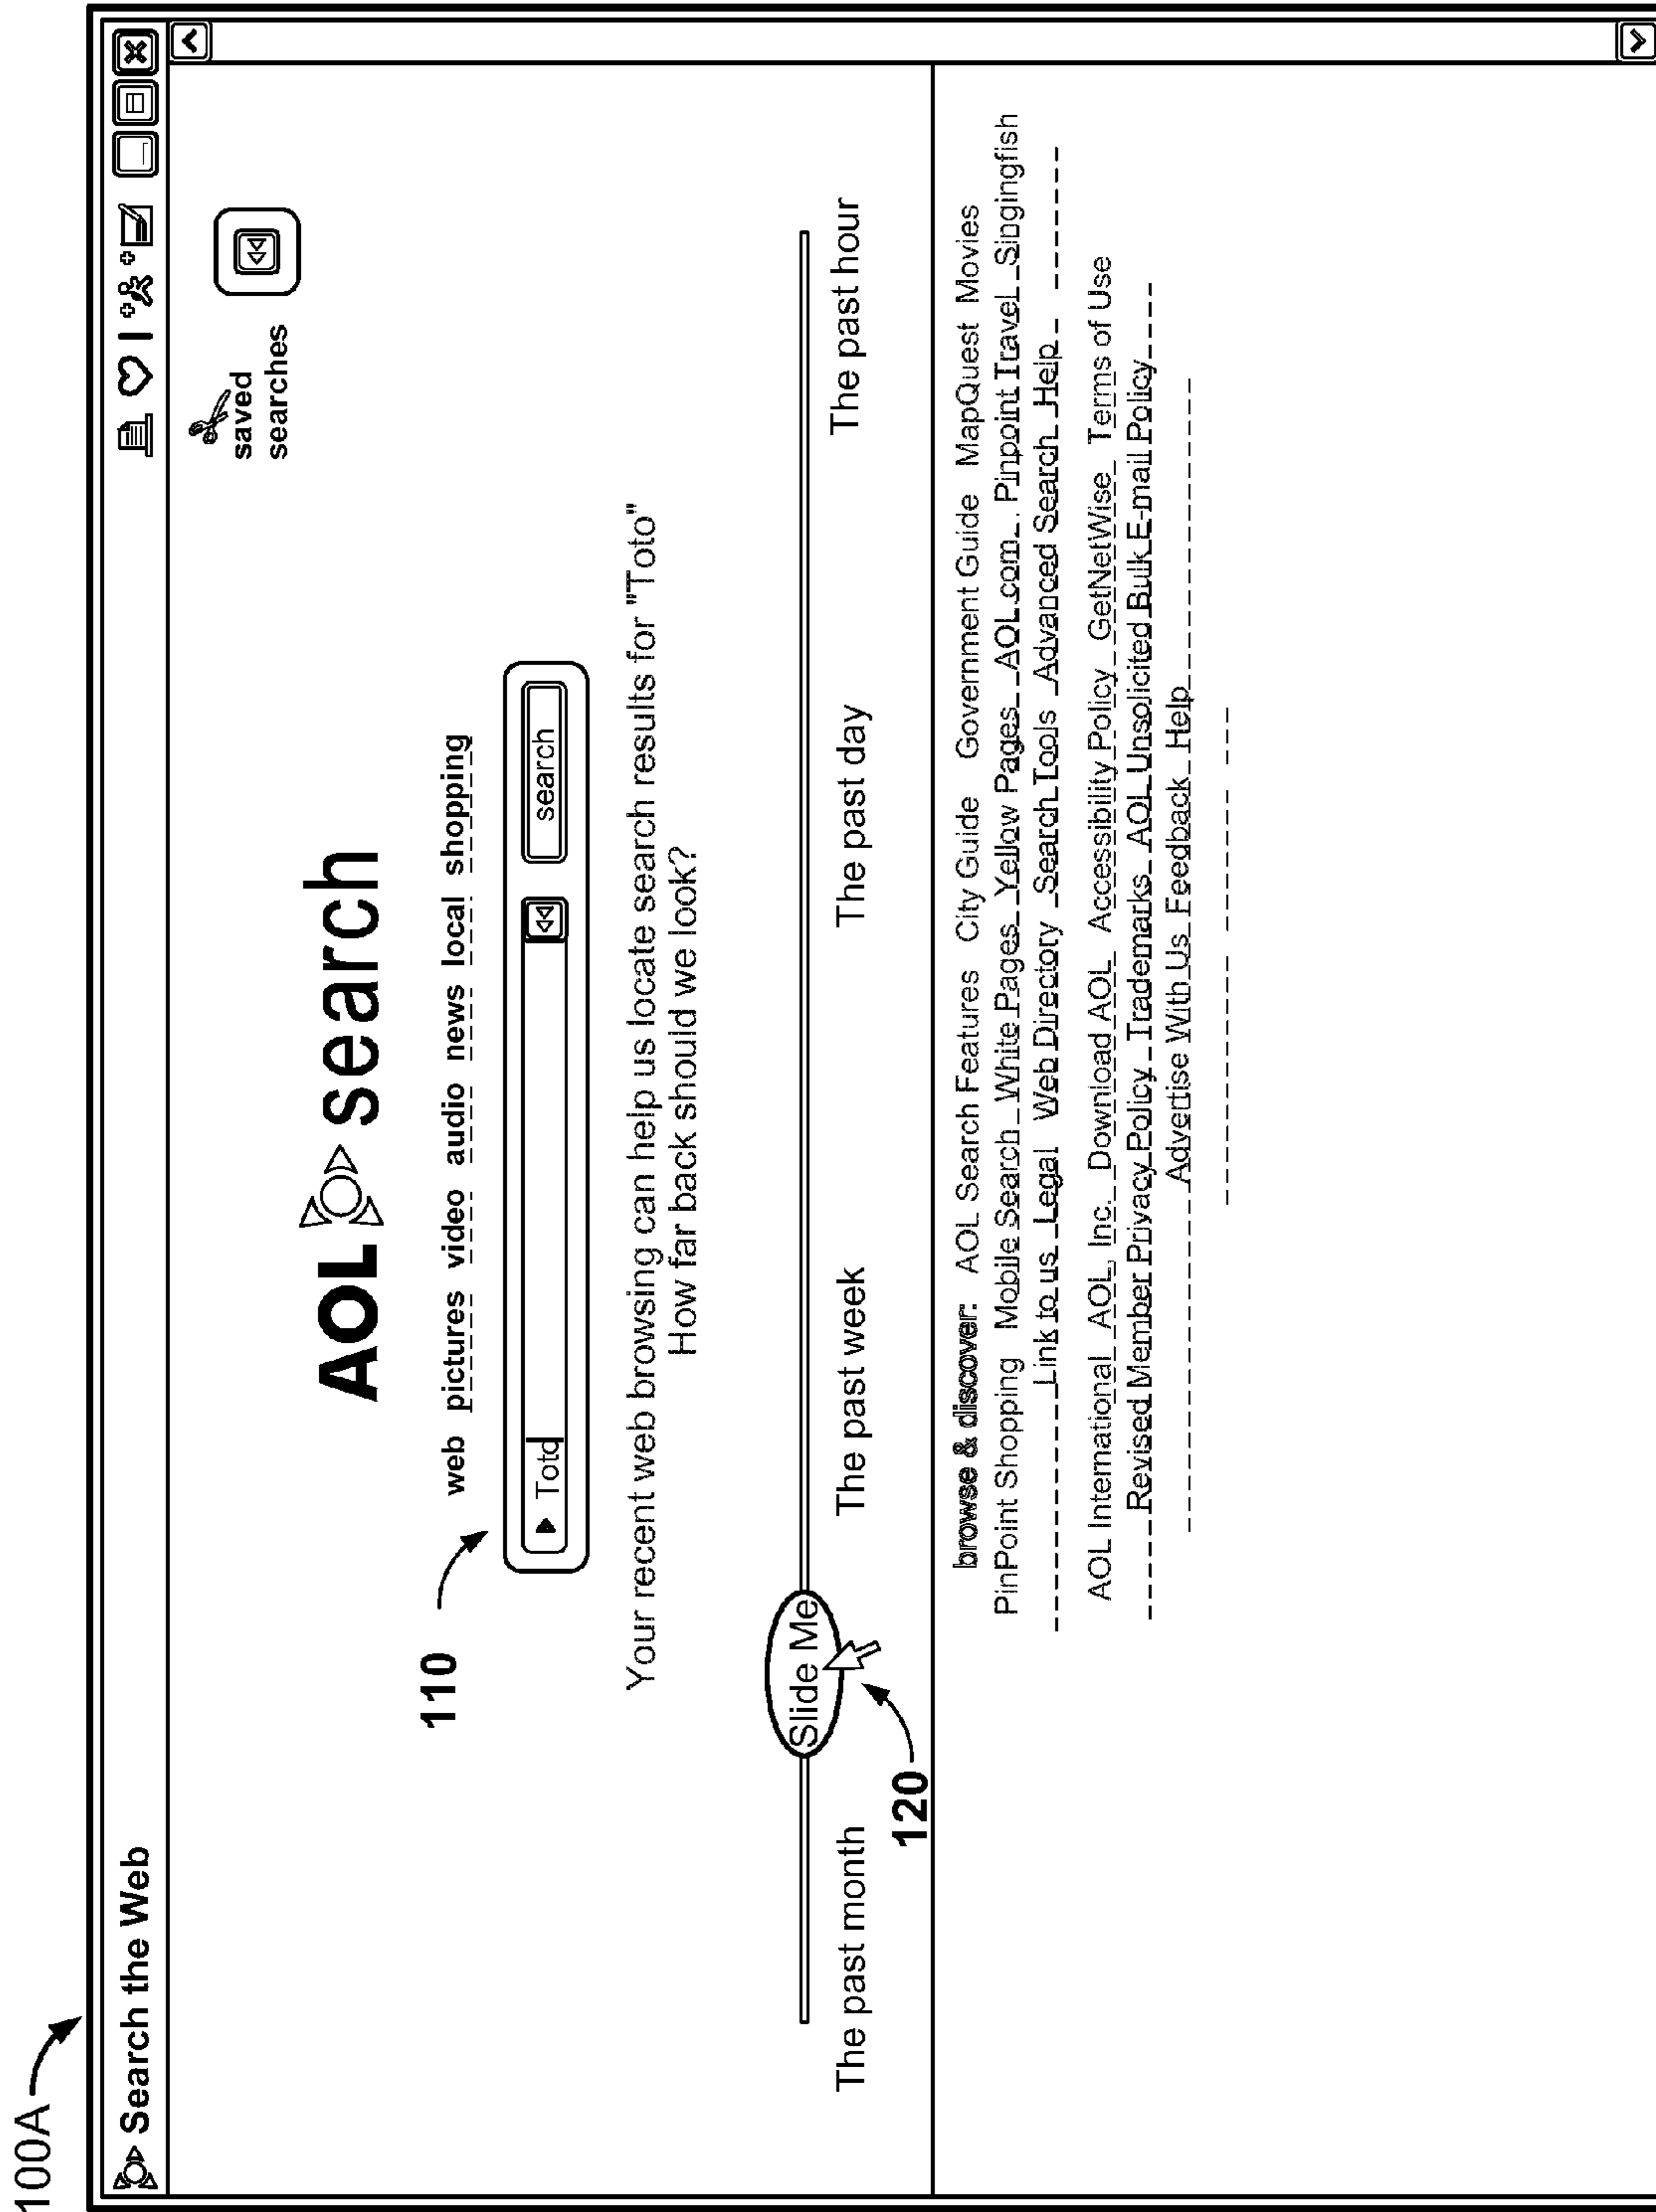 100A
Search the Web
saved
searches
AOL search
web pictures video audio news local shopping
110
Toto
search
Your recent web browsing can help us locate search results for "Toto"
How far back should we look?
Slide Me
The past month The past week The past day The past hour
120
browse & discover: AOL Search Features City Guide Government Guide MapQuest Movies
PinPoint Shopping Mobile Search White Pages Yellow Pages AOL.com Pinpoint Travel Singingfish
Link to us Legal Web Directory Search Tools Advanced Search Help
AOL International AOL, Inc. Download AOL Accessibility Policy GetNetWise Terms of Use
Revised Member Privacy Policy Trademarks AOL Unsolicited Bulk E-mail Policy
Advertise With Us Feedback Help